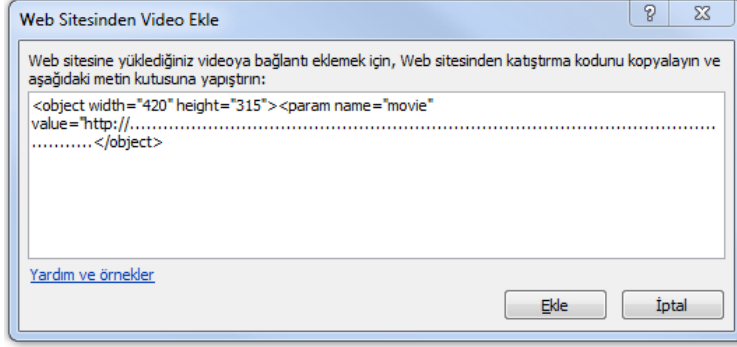 Web Sitesinden Video Ekle
Web sitesine yüklediğiniz videoya bağlantı eklemek için, Web sitesinden katıştırma kodunu kopyalayın ve
aşağıdaki metin kutusuna yapıştırın:
<object width="420" height="315"><param name="movie"
value="http://.........................................................................................................
...........</object>
Yardım ve örnekler
Ekle İptal